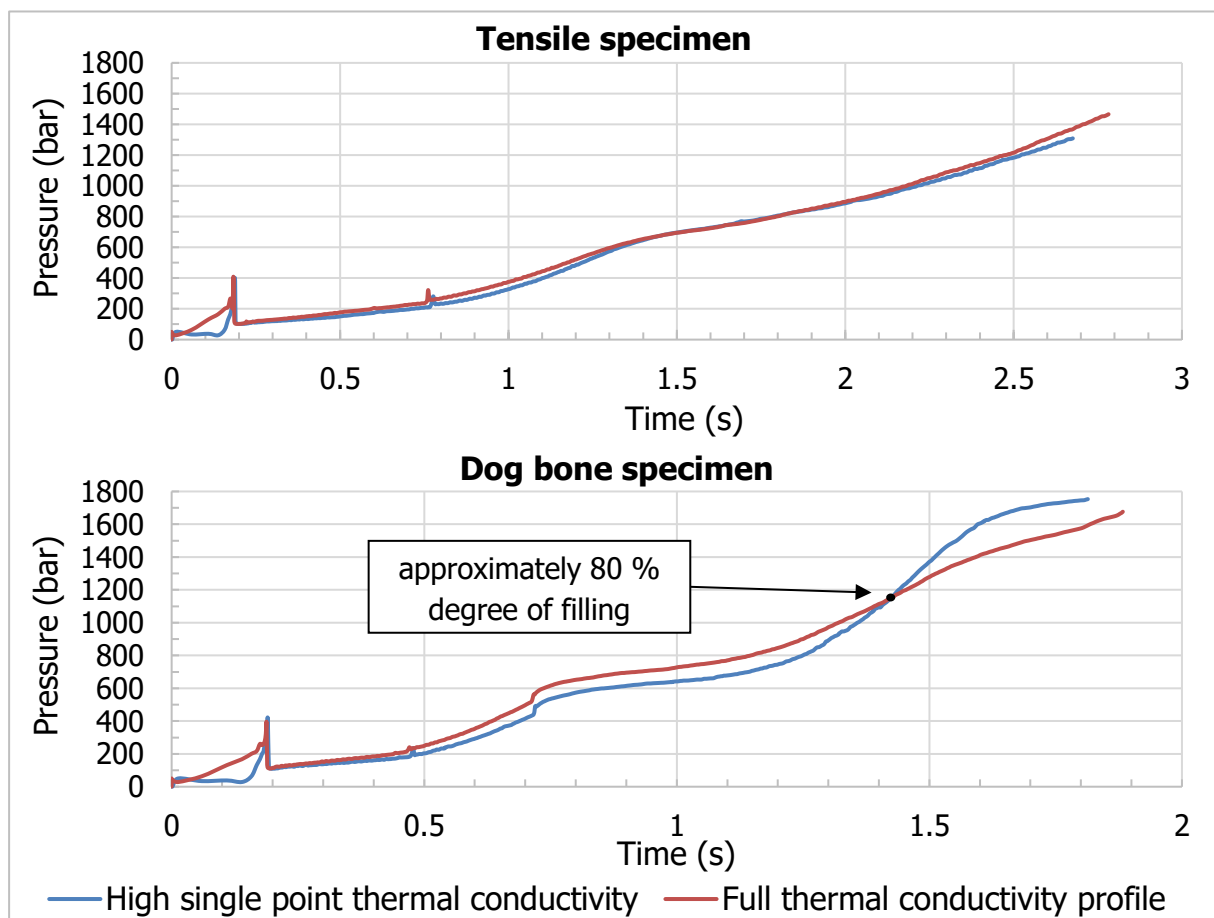 Tensile specimen
1800
1600
1400
1200
1000
800
600
400
200
0
Pressure (bar)
0 0.5 1 1.5 2 2.5 3
Time (s)
Dog bone specimen
1800
1600
1400
1200
1000
800
600
400
200
0
Pressure (bar)
approximately 80 %
degree of filling
0 0.5 1 1.5 2
Time (s)
High single point thermal conductivity Full thermal conductivity profile